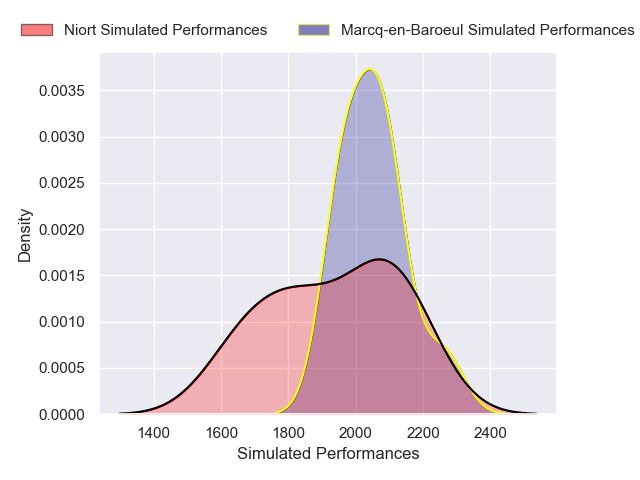 Niort Simulated Performances
Marcq-en-Baroeul Simulated Performances
0.0035
0.0030
0.0025
0.0020
0.0015
0.0010
0.0005
0.0000
Density
1400 1600 1800 2000 2200 2400
Simulated Performances